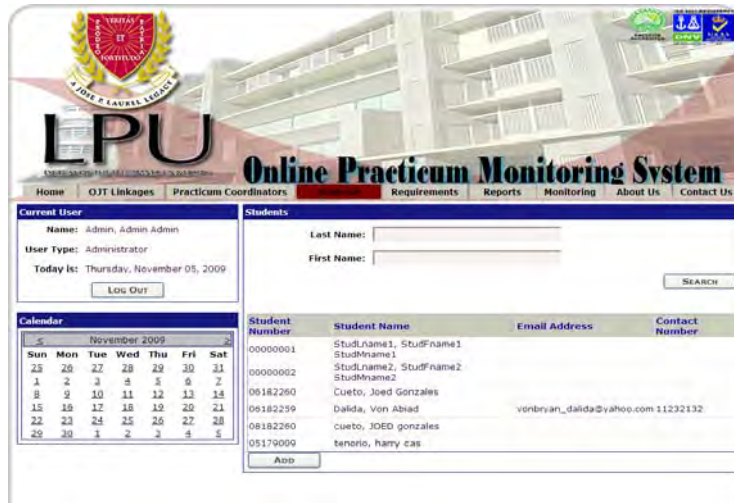 VERITAS
ET
FORTITUDO
A JOSE P. LAUREL LEGACY
LPU
Online Practicum Monitoring System
Home OJT Linkages Practicum Coordinators Requirements Reports Monitoring About Us Contact Us
Current User
Name: Admin, Admin Admin
User Type: Administrator
Today is: Thursday, November 05, 2009
LOG OUT
Calendar
< November 2009 >
Sun Mon Tue Wed Thu Fri Sat
25 26 27 28 29 30 31
1 2 3 4 5 6 7
8 9 10 11 12 13 14
15 16 17 18 19 20 21
22 23 24 25 26 27 28
29 30 1 2 3 4 5
Students
Last Name:
First Name:
SEARCH
Student Number Student Name Email Address Contact Number
00000001 StudLname1, StudFname1 StudMname1
00000002 StudLname2, StudFname2 StudMname2
06182260 Cueto, Joed Gonzales
06182259 Dalida, Von Abiad vonbryan_dalida@yahoo.com 11232132
08182260 cueto, JOED gonzales
05179009 tenorio, harry cas
ADD